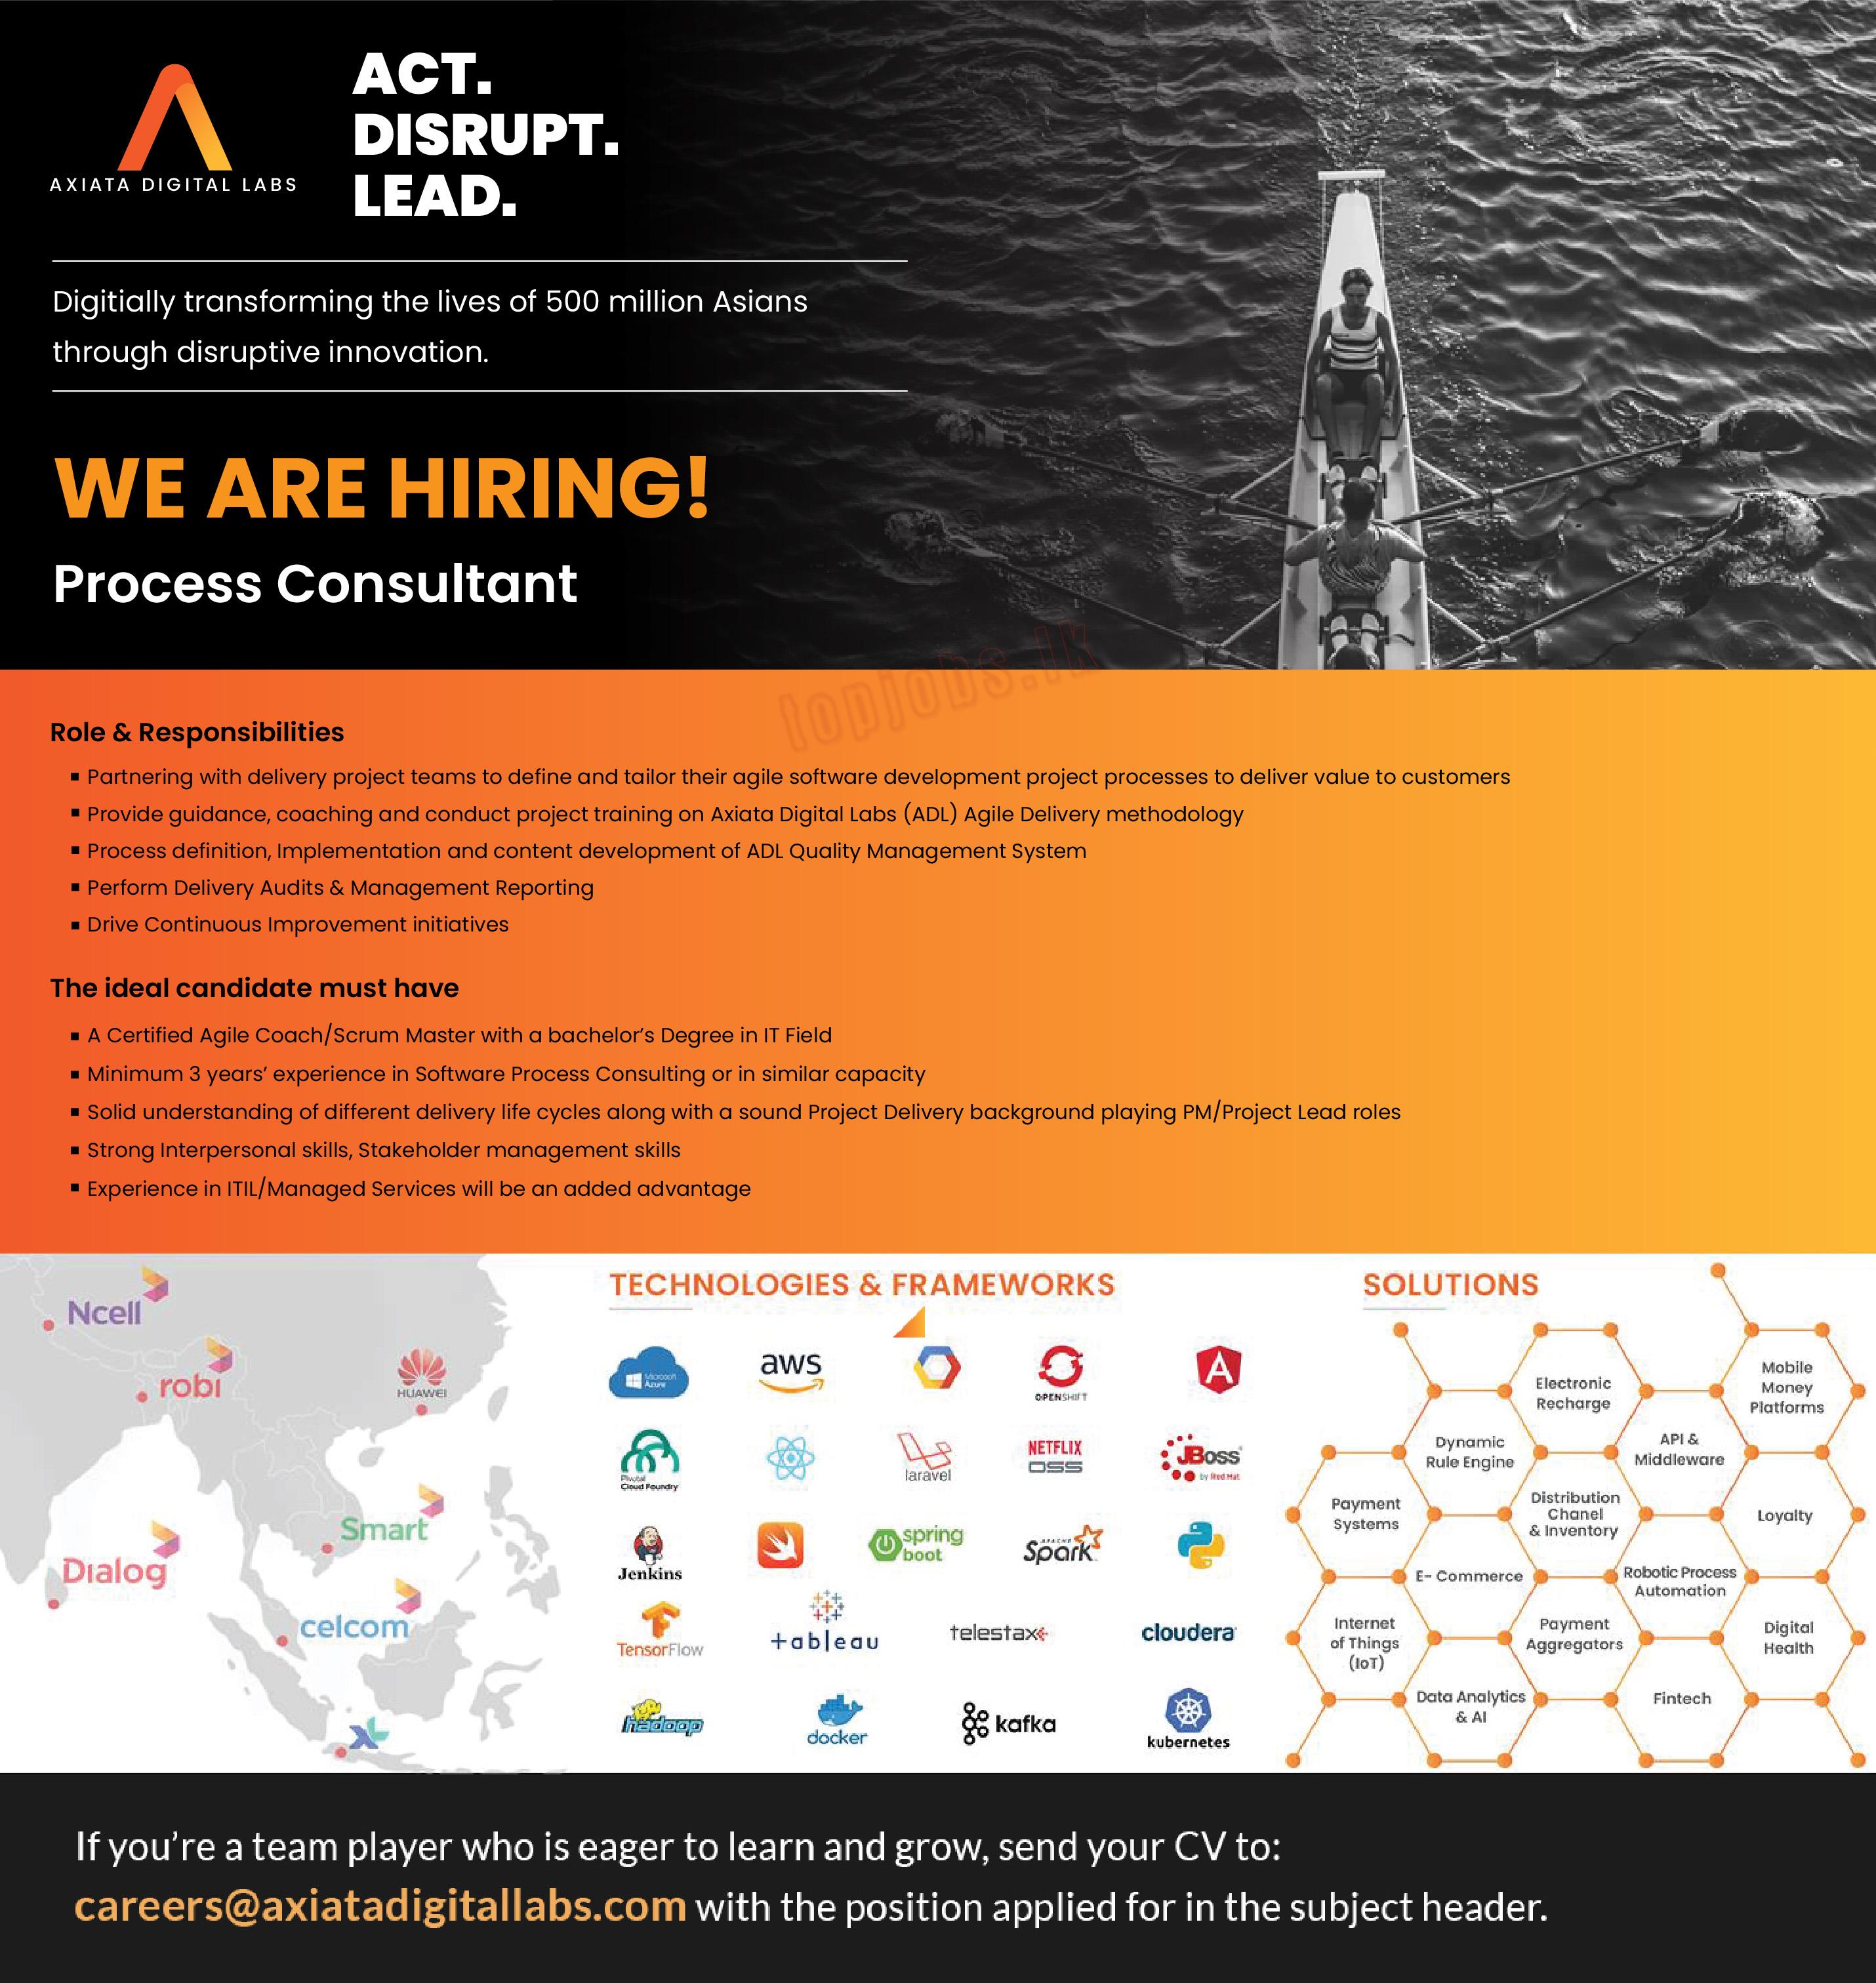 ACT.
DISRUPT.
LEAD.
AXIATA DIGITAL LABS
Digitially transforming the lives of 500 million Asians
through disruptive innovation.
WE ARE HIRING!
Process Consultant
topjobs.lk
Role & Responsibilities
▪ Partnering with delivery project teams to define and tailor their agile software development project processes to deliver value to customers
▪ Provide guidance, coaching and conduct project training on Axiata Digital Labs (ADL) Agile Delivery methodology
▪ Process definition, Implementation and content development of ADL Quality Management System
▪ Perform Delivery Audits & Management Reporting
▪ Drive Continuous Improvement initiatives
The ideal candidate must have
▪ A Certified Agile Coach/Scrum Master with a bachelor's Degree in IT Field
▪ Minimum 3 years' experience in Software Process Consulting or in similar capacity
▪ Solid understanding of different delivery life cycles along with a sound Project Delivery background playing PM/Project Lead roles
▪ Strong Interpersonal skills, Stakeholder management skills
▪ Experience in ITIL/Managed Services will be an added advantage
Ncell
robi
HUAWEI
Smart
Dialog
celcom
XL
TECHNOLOGIES & FRAMEWORKS
Microsoft
Azure
aws
OPENSHIFT
A
Pivotal
Cloud Foundry
laravel
NETFLIX
OSS
JBoss
by Red Hat
Jenkins
spring
boot
APACHE
Spark
TensorFlow
+ableau
telestax
cloudera
hadoop
docker
kafka
kubernetes
SOLUTIONS
Electronic
Recharge
Mobile
Money
Platforms
Dynamic
Rule Engine
API &
Middleware
Payment
Systems
Distribution
Chanel
& Inventory
Loyalty
E- Commerce
Robotic Process
Automation
Internet
of Things
(IoT)
Payment
Aggregators
Digital
Health
Data Analytics
& AI
Fintech
If you're a team player who is eager to learn and grow, send your CV to:
careers@axiatadigitallabs.com with the position applied for in the subject header.